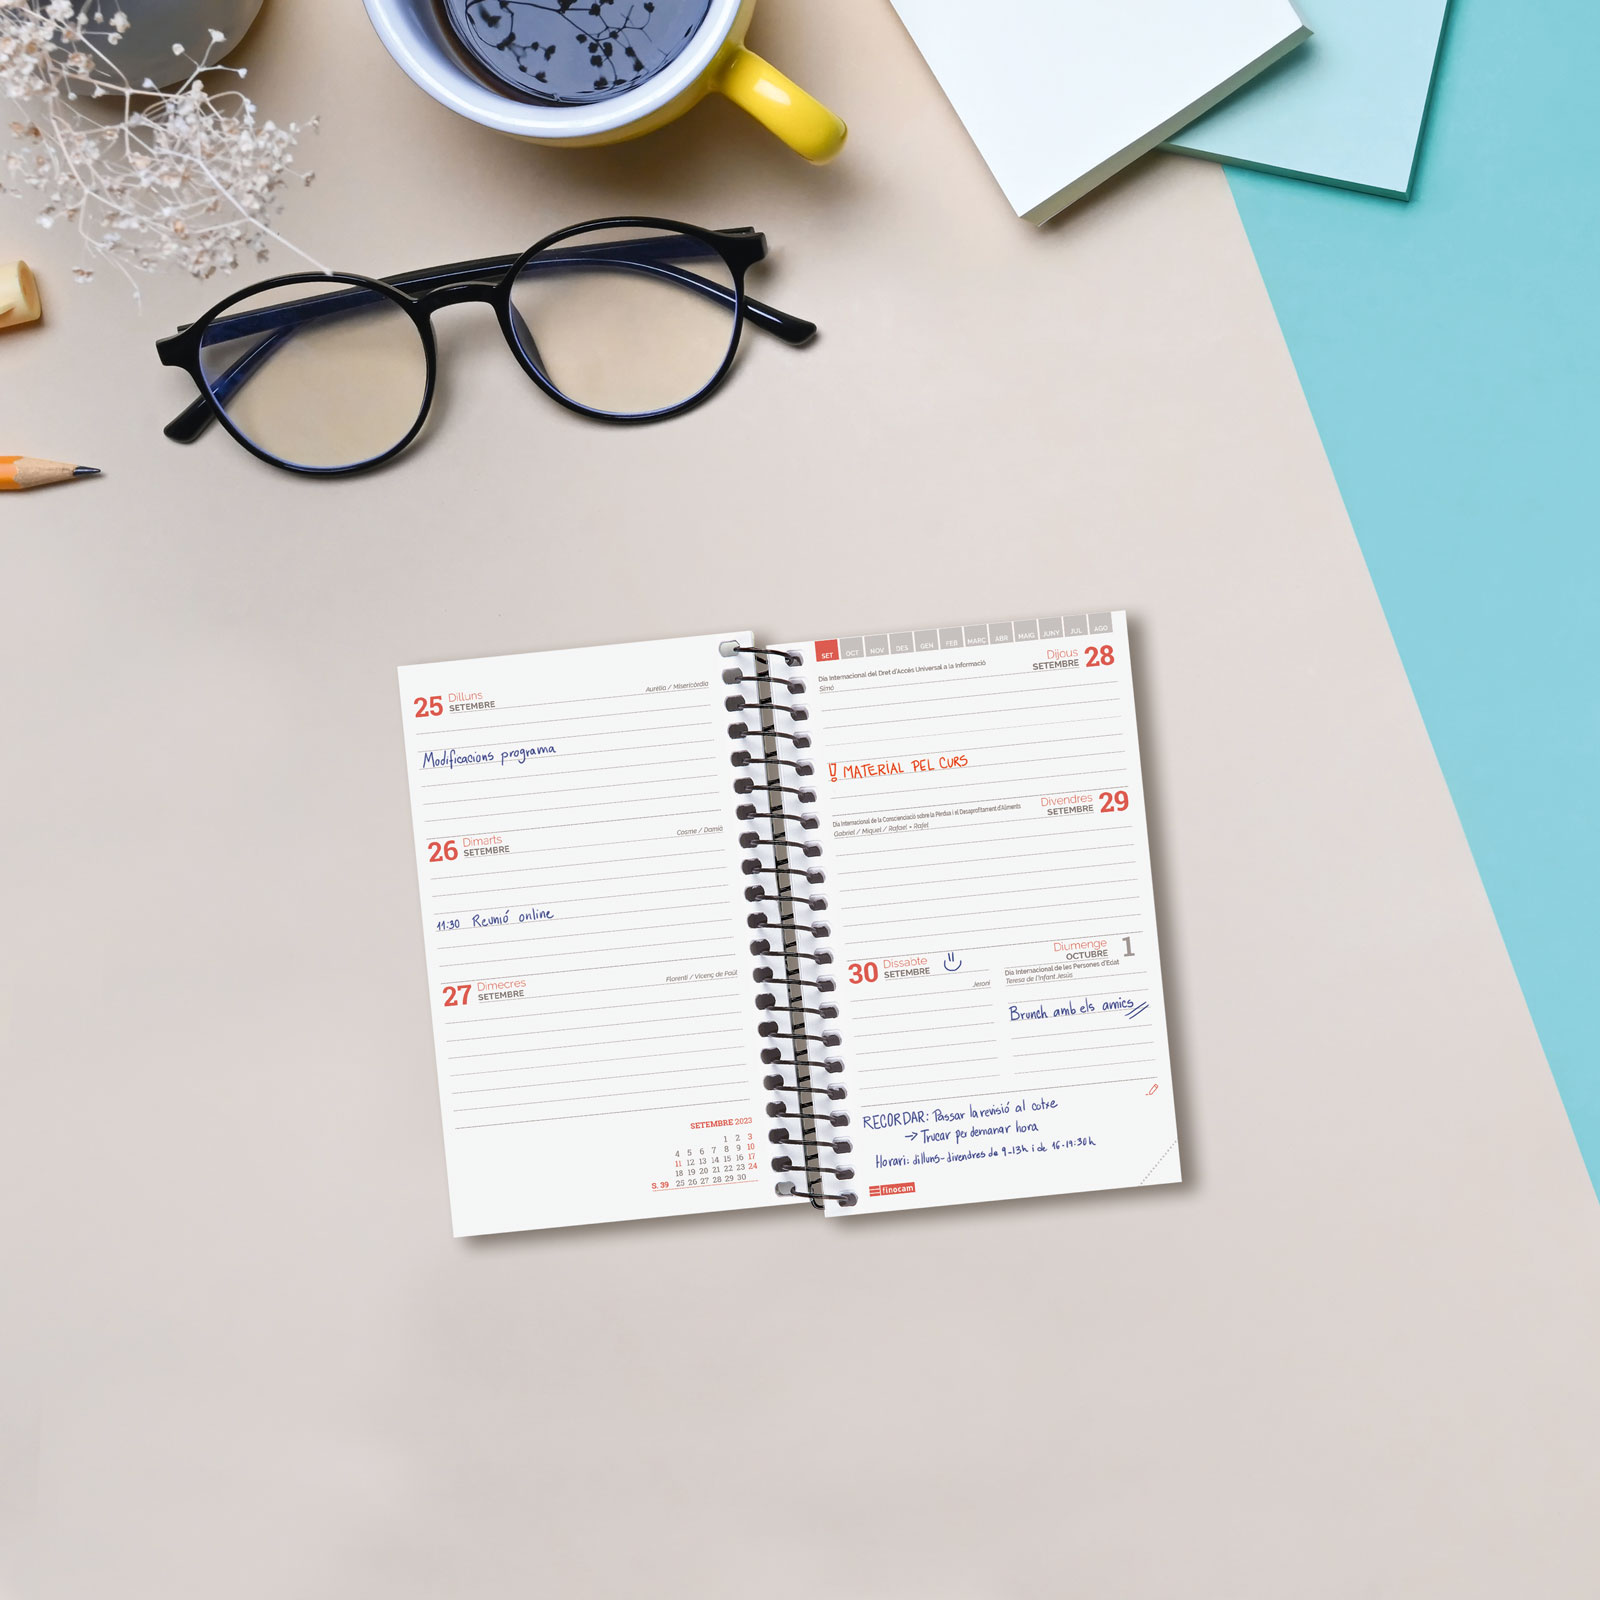 25 Dilluns
SETEMBRE
Aurèlia / Misericòrdia
Modificacions programa
26 Dimarts
SETEMBRE
Cosme / Damià
11:30 Reunió online
27 Dimecres
SETEMBRE
Florentí / Vicenç de Paül
SETEMBRE 2023
1 2 3
4 5 6 7 8 9 10
11 12 13 14 15 16 17
18 19 20 21 22 23 24
S. 39 25 26 27 28 29 30
SET OCT NOV DES GEN FEB MARÇ ABR MAIG JUNY JUL AGO
Dia Internacional del Dret d'Accés Universal a la Informació
Simó
Dijous 28
SETEMBRE
! MATERIAL PEL CURS
Dia Internacional de la Conscienciació sobre la Pèrdua i el Desaprofitament d'Aliments
Gabriel / Miquel / Rafael - Rafel
Divendres 29
SETEMBRE
30 Dissabte
SETEMBRE
Jeroni
Diumenge 1
OCTUBRE
Dia Internacional de les Persones d'Edat
Teresa de l'Infant Jesús
Brunch amb els amics
RECORDAR: Passar la revisió al cotxe
→ Trucar per demanar hora
Horari: dilluns-divendres de 9-13h i de 16-19:30h
finocam